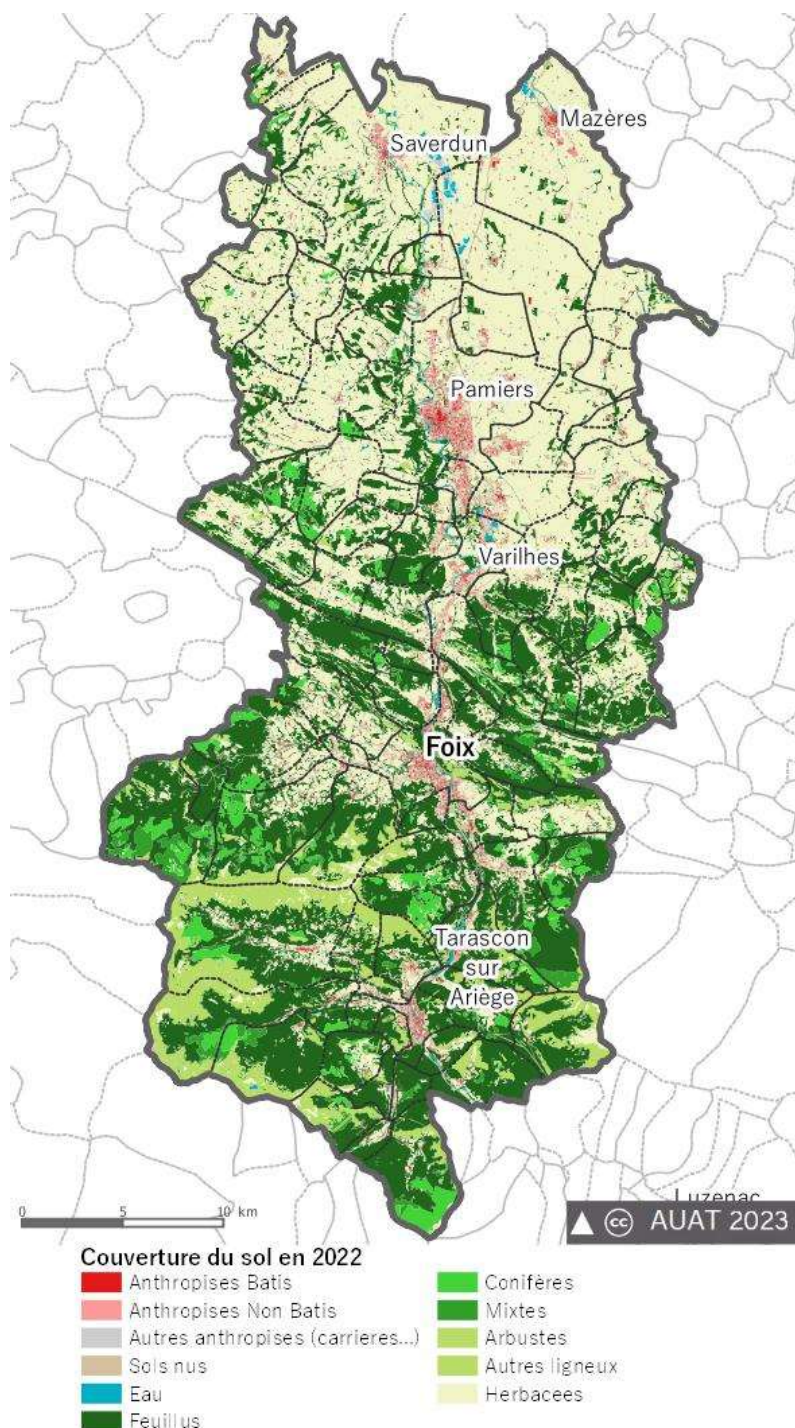 Mazères
Saverdun
Pamiers
Varilhes
Foix
Tarascon
sur
Ariège
Luzenac
0 5 10 km
AUAT 2023
Couverture du sol en 2022
Anthropises Batis
Anthropises Non Batis
Autres anthropises (carrieres...)
Sols nus
Eau
Feuillus
Conifères
Mixtes
Arbustes
Autres ligneux
Herbacees